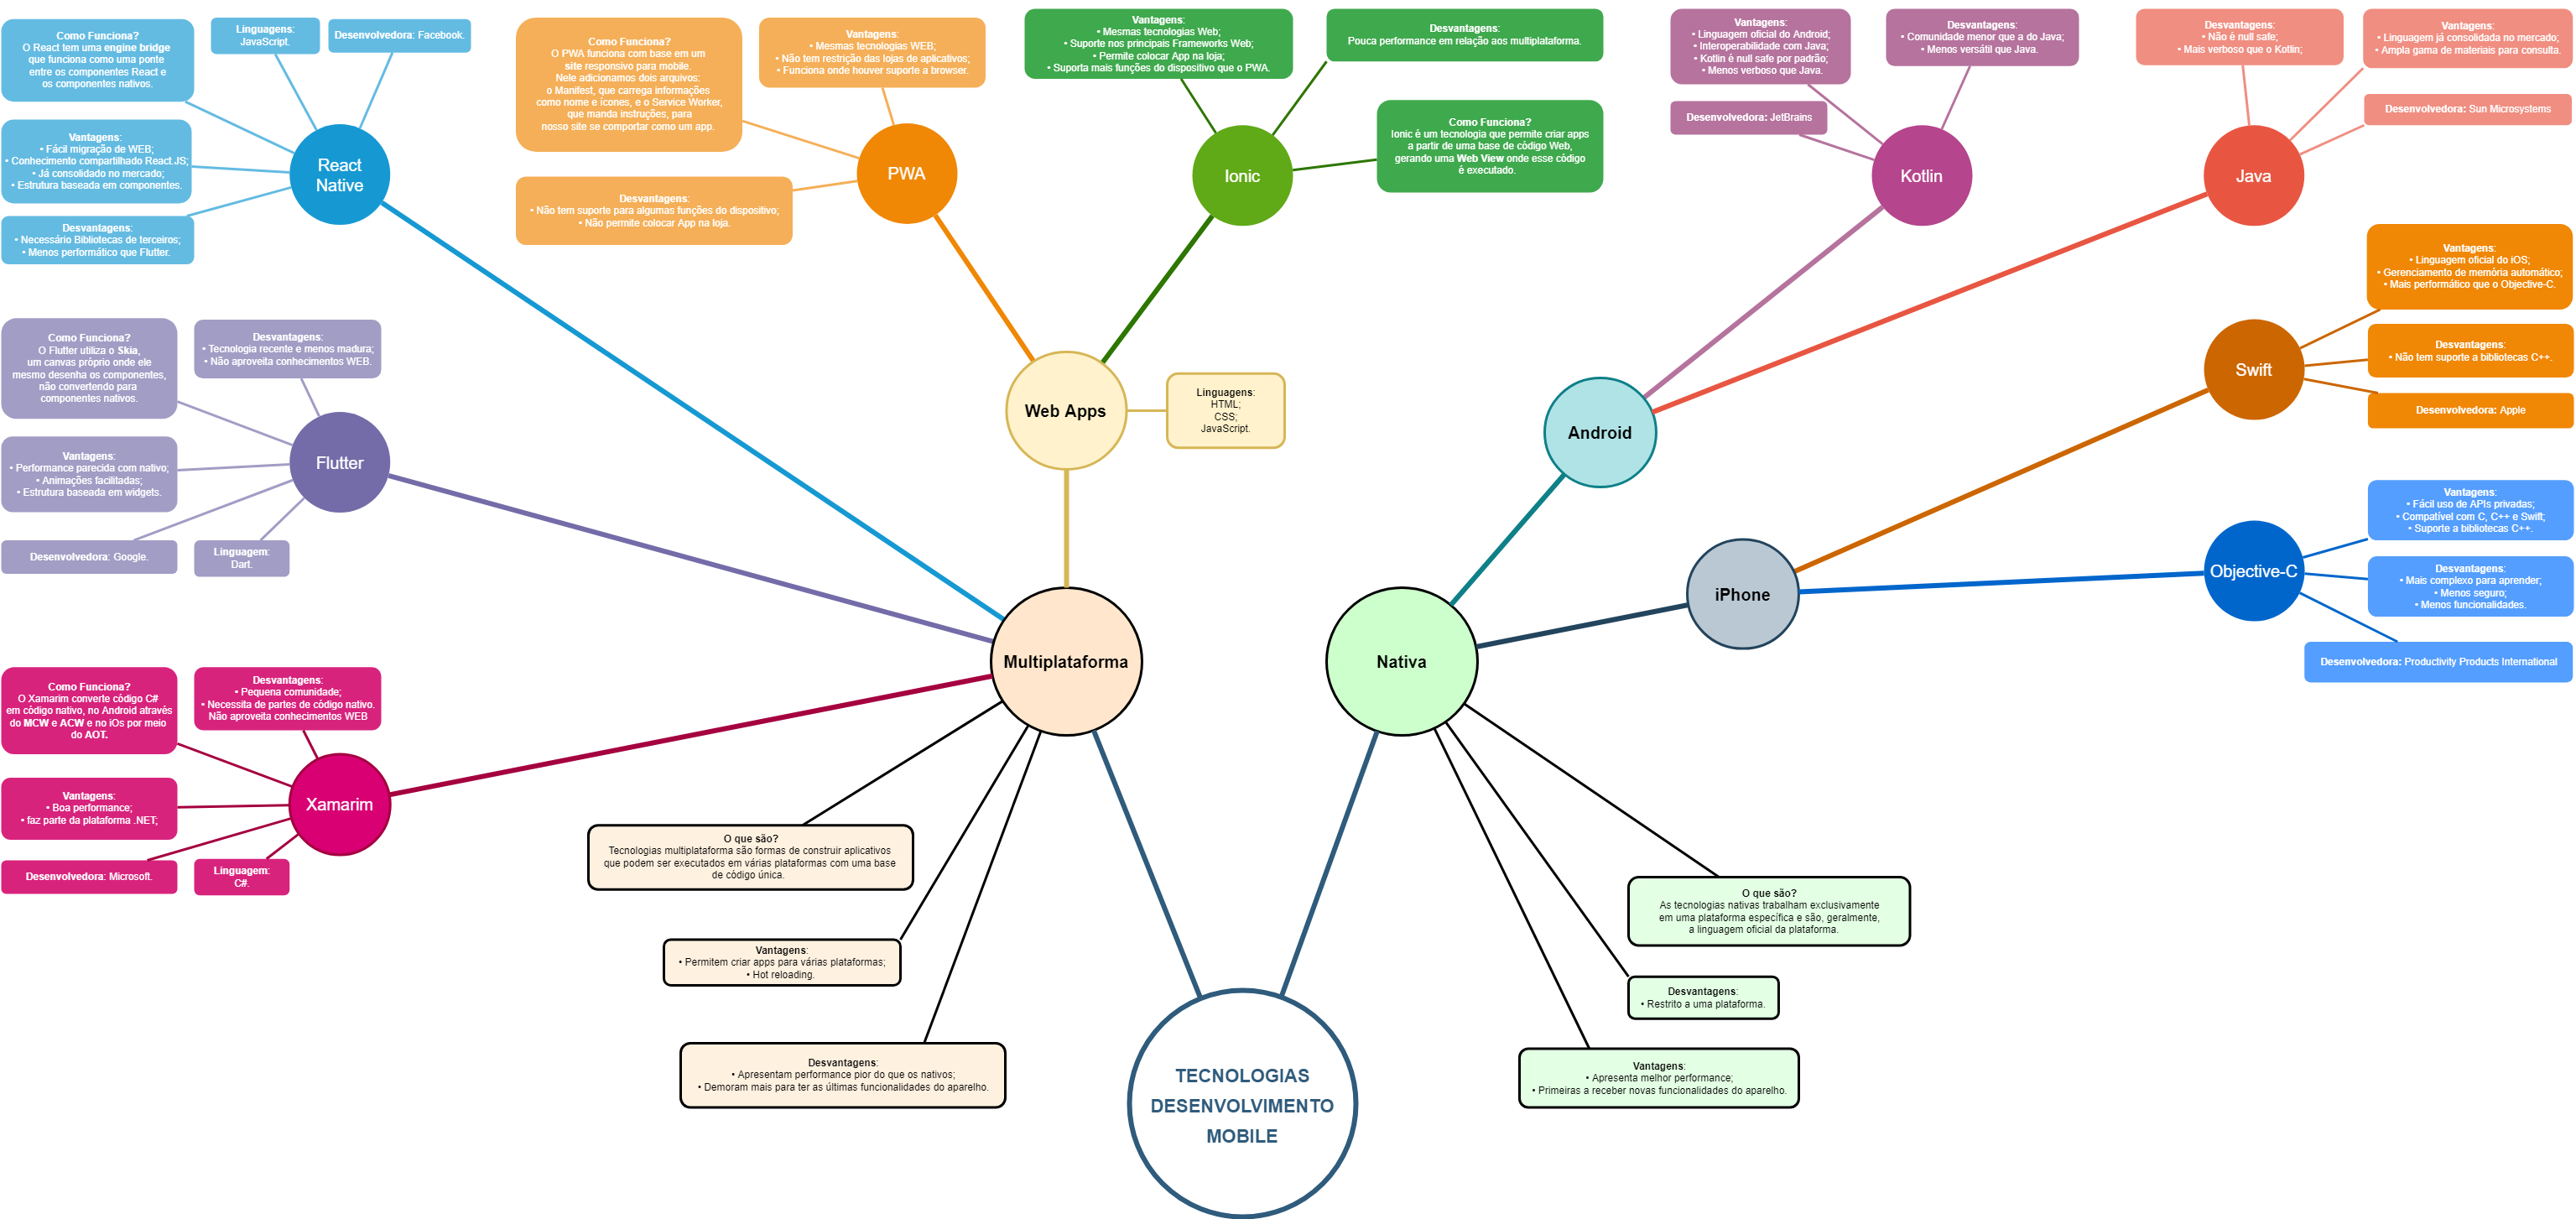 Como Funciona?
O React tem uma engine bridge
que funciona como uma ponte
entre os componentes React e
os componentes nativos.
Linguagens:
JavaScript.
Desenvolvedora: Facebook.
Vantagens:
• Fácil migração de WEB;
• Conhecimento compartilhado React.JS;
• Já consolidado no mercado;
• Estrutura baseada em componentes.
Desvantagens:
• Necessário Bibliotecas de terceiros;
• Menos performático que Flutter.
React
Native
Como Funciona?
O PWA funciona com base em um
site responsivo para mobile.
Nele adicionamos dois arquivos:
o Manifest, que carrega informações
como nome e ícones, e o Service Worker,
que manda instruções, para
nosso site se comportar como um app.
Vantagens:
• Mesmas tecnologias WEB;
• Não tem restrição das lojas de aplicativos;
• Funciona onde houver suporte a browser.
Desvantagens:
• Não tem suporte para algumas funções do dispositivo;
• Não permite colocar App na loja.
PWA
Vantagens:
• Mesmas tecnologias Web;
• Suporte nos principais Frameworks Web;
• Permite colocar App na loja;
• Suporta mais funções do dispositivo que o PWA.
Desvantagens:
Pouca performance em relação aos multiplataforma.
Como Funciona?
Ionic é um tecnologia que permite criar apps
a partir de uma base de código Web,
gerando uma Web View onde esse código
é executado.
Ionic
Vantagens:
• Linguagem oficial do Android;
• Interoperabilidade com Java;
• Kotlin é null safe por padrão;
• Menos verboso que Java.
Desvantagens:
• Comunidade menor que a do Java;
• Menos versátil que Java.
Desenvolvedora: JetBrains
Kotlin
Desvantagens:
• Não é null safe;
• Mais verboso que o Kotlin;
Vantagens:
• Linguagem já consolidada no mercado;
• Ampla gama de materiais para consulta.
Desenvolvedora: Sun Microsystems
Java
Vantagens:
• Linguagem oficial do iOS;
• Gerenciamento de memória automático;
• Mais performático que o Objective-C.
Desvantagens:
• Não tem suporte a bibliotecas C++.
Desenvolvedora: Apple
Swift
Como Funciona?
O Flutter utiliza o Skia,
um canvas próprio onde ele
mesmo desenha os componentes,
não convertendo para
componentes nativos.
Desvantagens:
• Tecnologia recente e menos madura;
• Não aproveita conhecimentos WEB.
Vantagens:
• Performance parecida com nativo;
• Animações facilitadas;
• Estrutura baseada em widgets.
Desenvolvedora: Google.
Linguagem:
Dart.
Flutter
Web Apps
Linguagens:
HTML;
CSS;
JavaScript.
Android
iPhone
Vantagens:
• Fácil uso de APIs privadas;
• Compatível com C, C++ e Swift;
• Suporte a bibliotecas C++.
Desvantagens:
• Mais complexo para aprender;
• Menos seguro;
• Menos funcionalidades.
Desenvolvedora: Productivity Products International
Objective-C
Multiplataforma
Nativa
Como Funciona?
O Xamarim converte código C#
em código nativo, no Android através
do MCW e ACW e no iOs por meio
do AOT.
Desvantagens:
• Pequena comunidade;
• Necessita de partes de código nativo.
Não aproveita conhecimentos WEB
Vantagens:
• Boa performance;
• faz parte da plataforma .NET;
Desenvolvedora: Microsoft.
Linguagem:
C#.
Xamarim
O que são?
Tecnologias multiplataforma são formas de construir aplicativos
que podem ser executados em várias plataformas com uma base
de código única.
Vantagens:
• Permitem criar apps para várias plataformas;
• Hot reloading.
Desvantagens:
• Apresentam performance pior do que os nativos;
• Demoram mais para ter as últimas funcionalidades do aparelho.
O que são?
As tecnologias nativas trabalham exclusivamente
em uma plataforma específica e são, geralmente,
a linguagem oficial da plataforma.
Desvantagens:
• Restrito a uma plataforma.
Vantagens:
• Apresenta melhor performance;
• Primeiras a receber novas funcionalidades do aparelho.
TECNOLOGIAS
DESENVOLVIMENTO
MOBILE